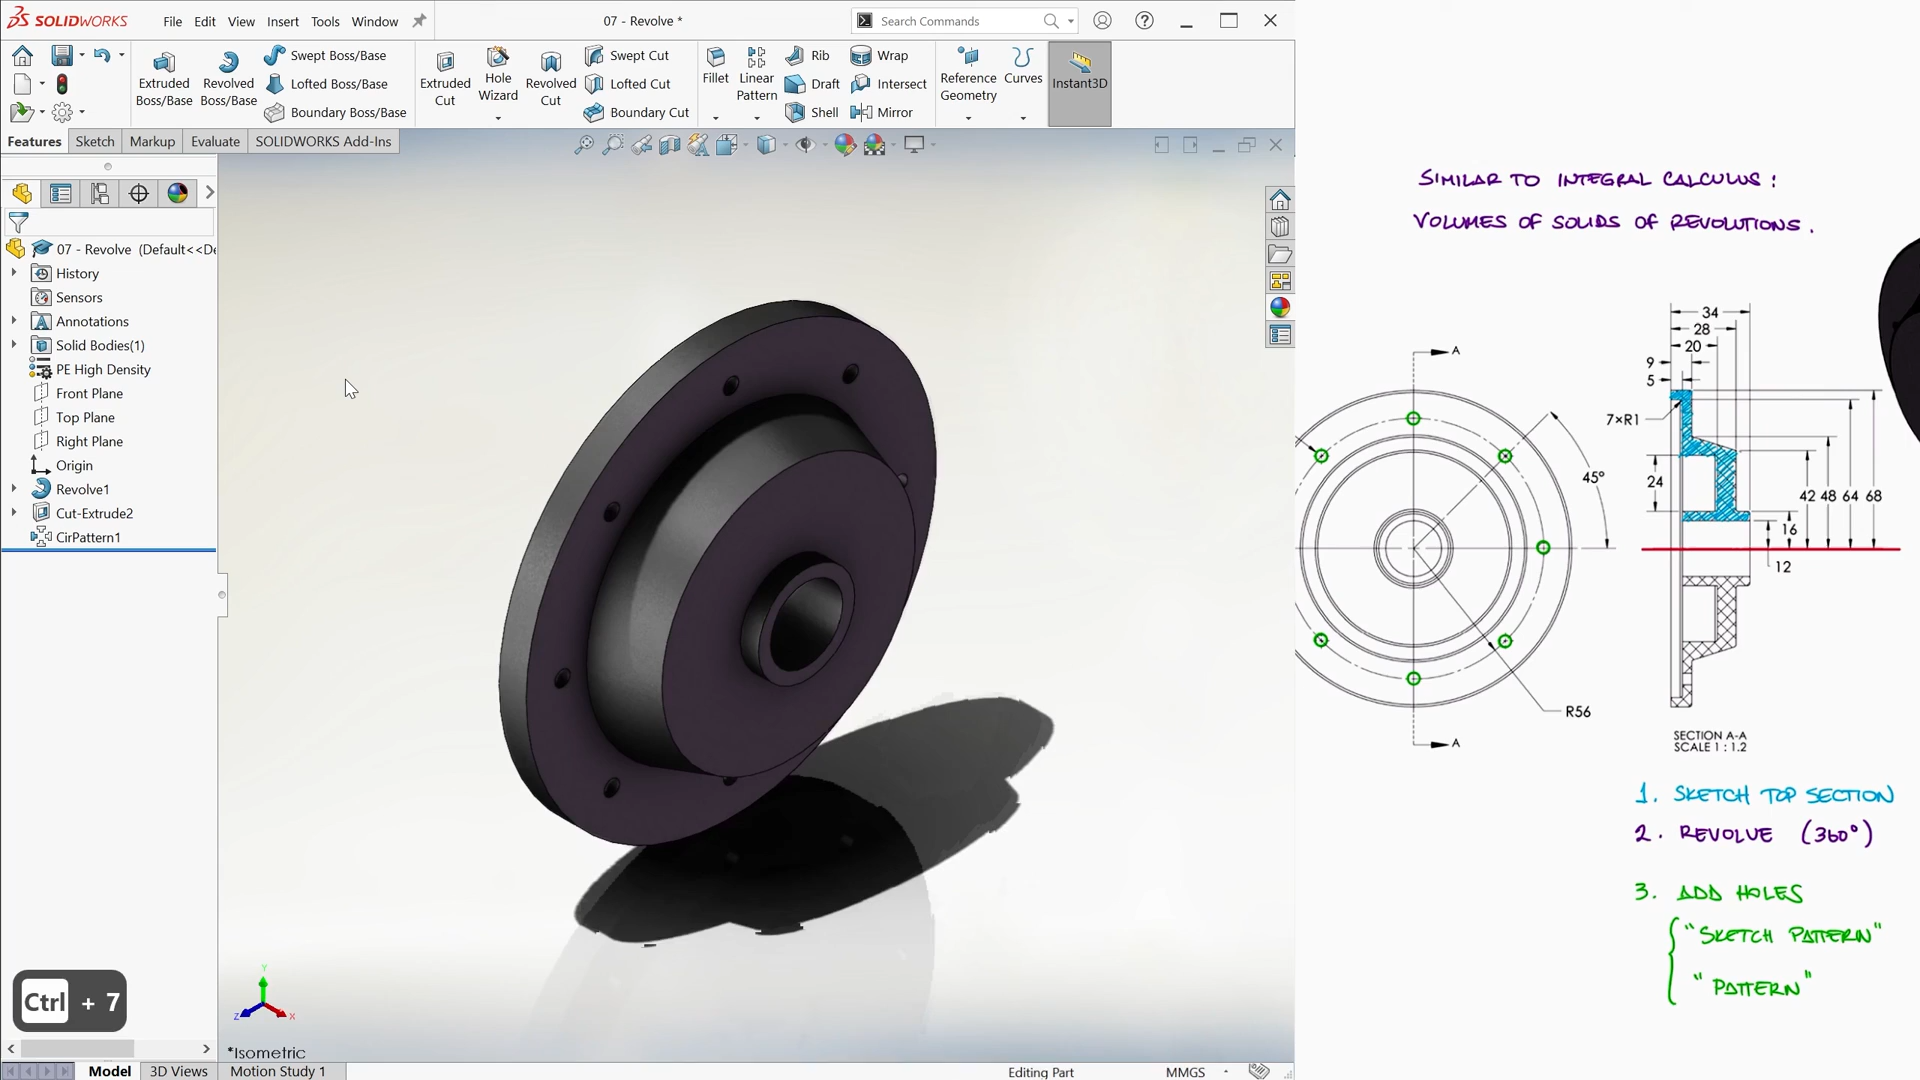 SOLIDWORKS
File Edit View Insert Tools Window
07 - Revolve *
Search Commands
Extruded Boss/Base
Revolved Boss/Base
Swept Boss/Base
Lofted Boss/Base
Boundary Boss/Base
Extruded Cut
Hole Wizard
Revolved Cut
Swept Cut
Lofted Cut
Boundary Cut
Fillet
Linear Pattern
Rib
Draft
Shell
Wrap
Intersect
Mirror
Reference Geometry
Curves
Instant3D
Features Sketch Markup Evaluate SOLIDWORKS Add-Ins
07 - Revolve (Default<<De
History
Sensors
Annotations
Solid Bodies(1)
PE High Density
Front Plane
Top Plane
Right Plane
Origin
Revolve1
Cut-Extrude2
CirPattern1
Ctrl + 7
Y
Z
X
*Isometric
Model 3D Views Motion Study 1
Editing Part
MMGS
SIMILAR TO INTEGRAL CALCULUS :
VOLUMES OF SOLIDS OF REVOLUTIONS.
34
28
20
9
5
7×R1
24
42 48 64 68
16
12
A
45°
R56
A
SECTION A-A
SCALE 1 : 1.2
1. SKETCH TOP SECTION
2. REVOLVE (360°)
3. ADD HOLES
"SKETCH PATTERN"
"PATTERN"